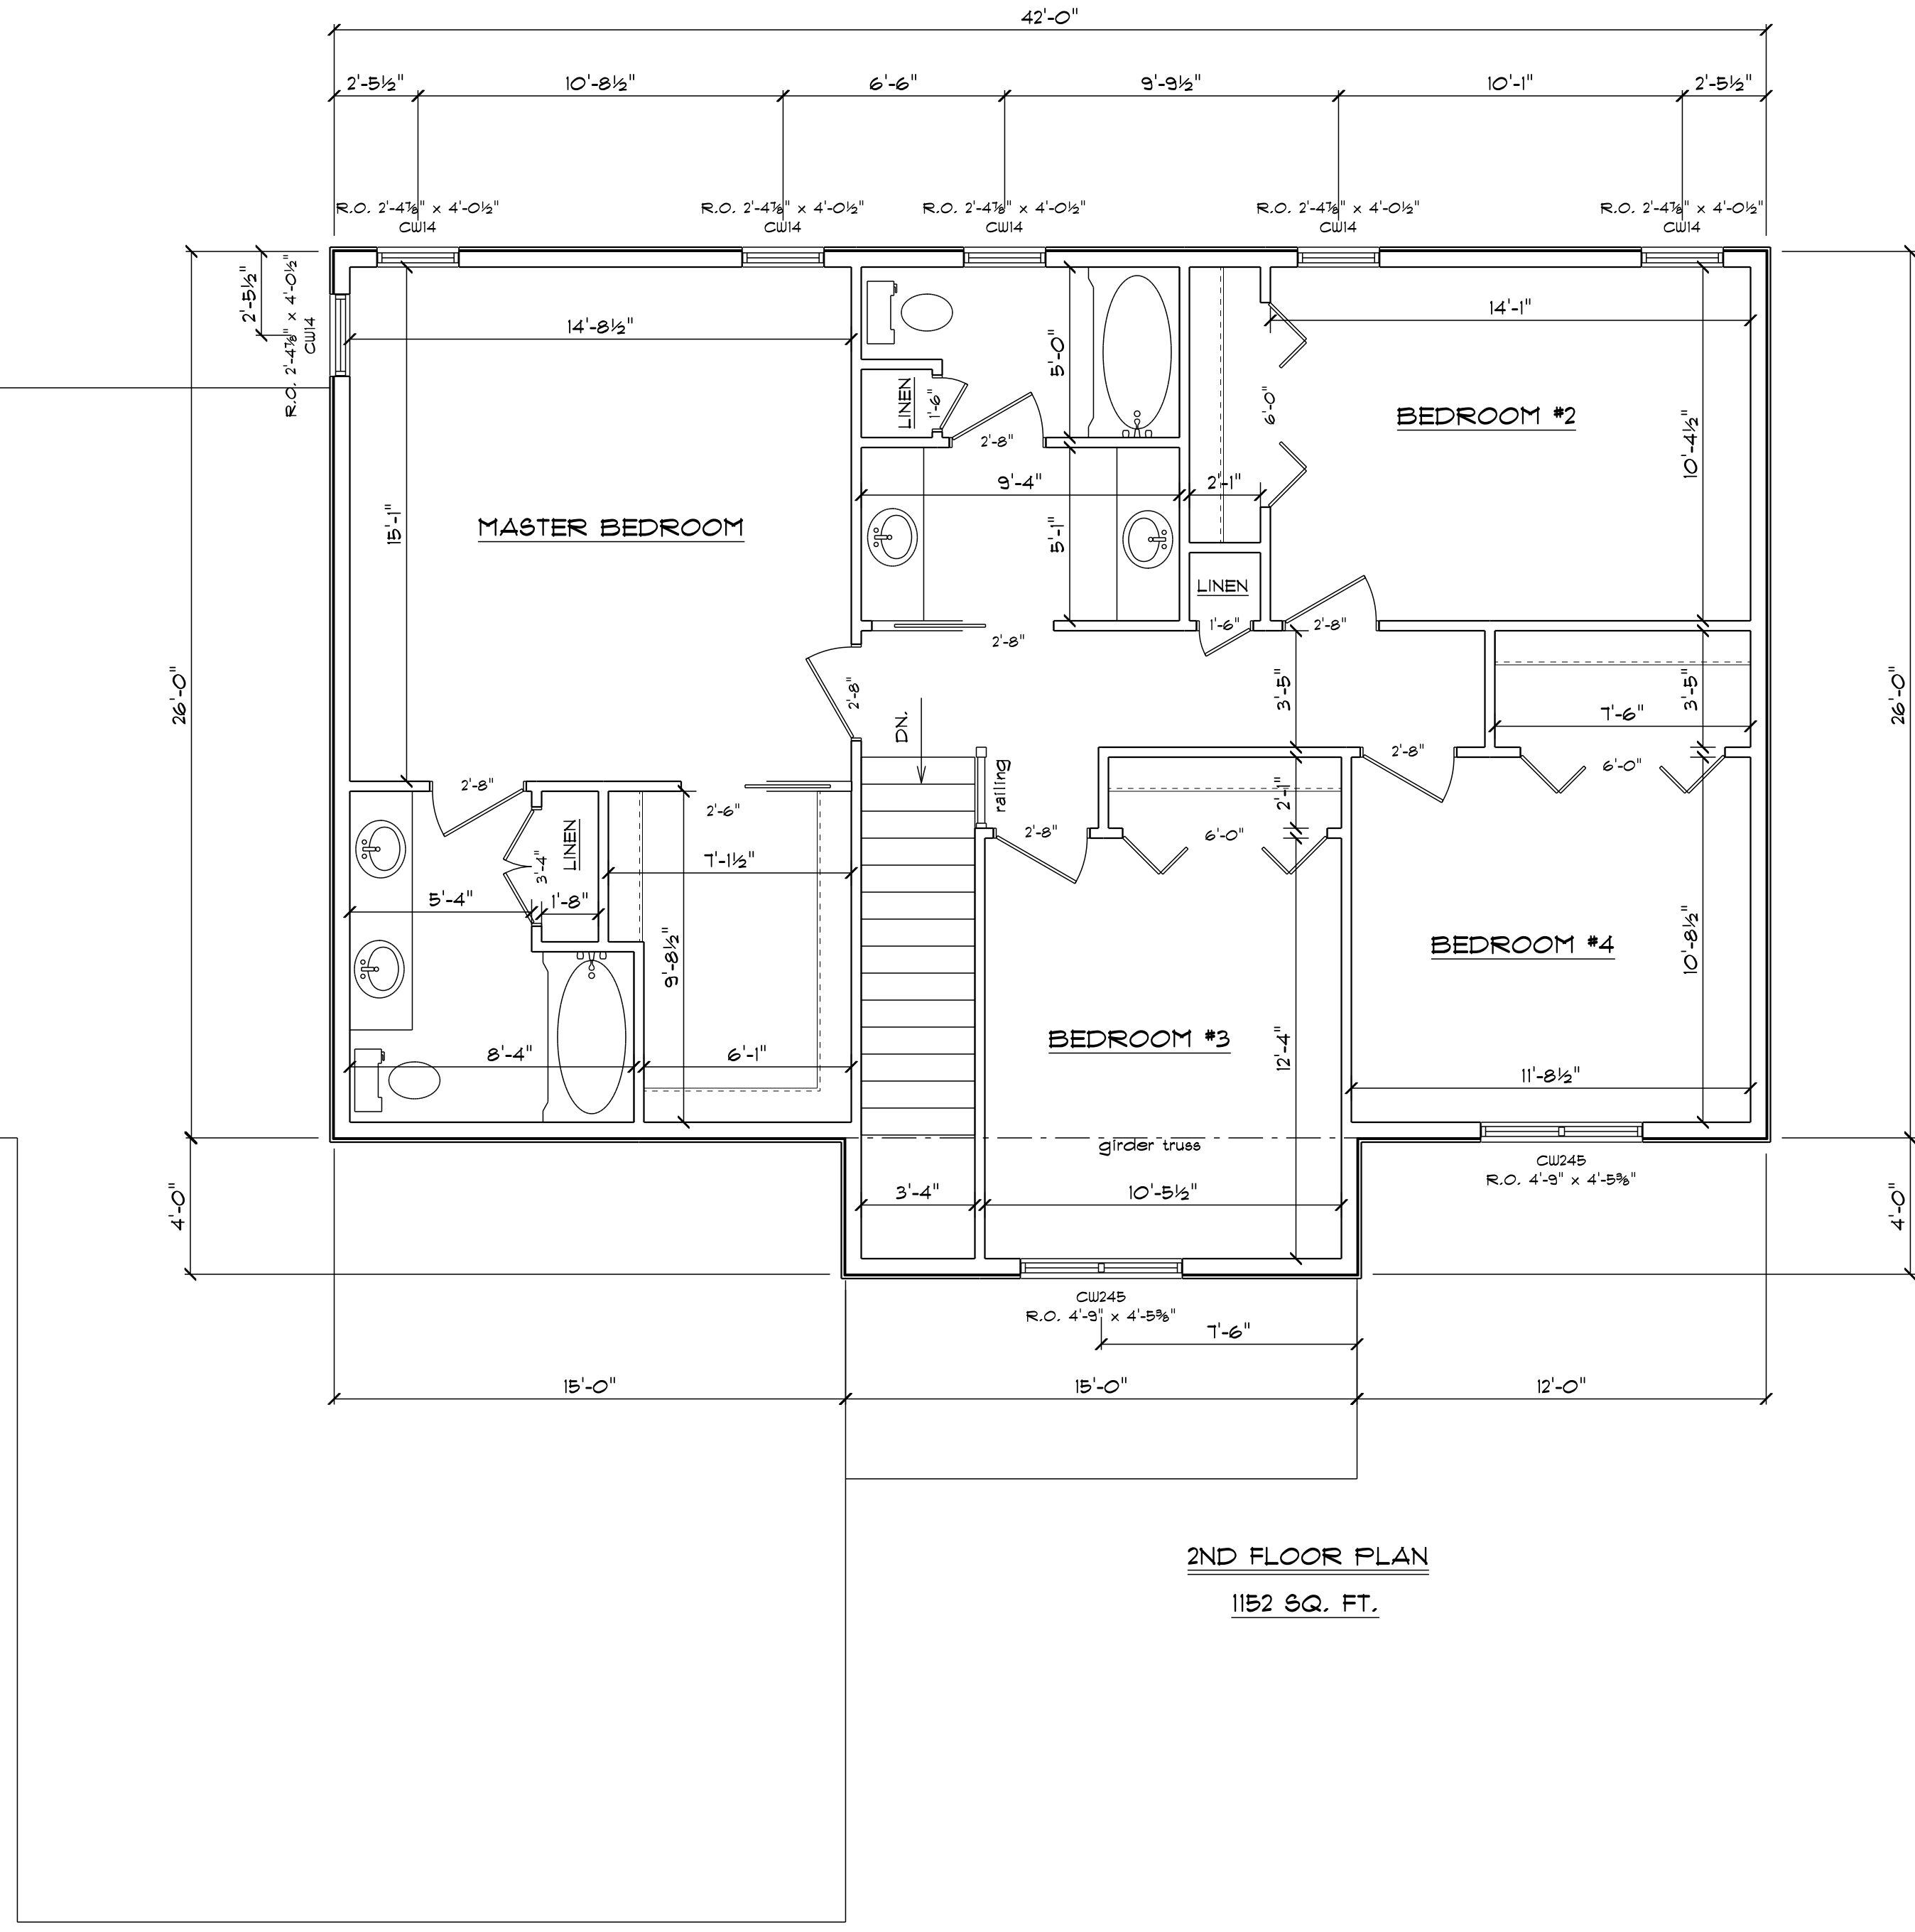 42'-0"
2'-5½" 10'-8½" 6'-6" 9'-9½" 10'-1" 2'-5½"
R.O. 2'-4⅞" x 4'-0½" R.O. 2'-4⅞" x 4'-0½" R.O. 2'-4⅞" x 4'-0½" R.O. 2'-4⅞" x 4'-0½" R.O. 2'-4⅞" x 4'-0½"
CW14 CW14 CW14 CW14 CW14
2'-5½"
R.O. 2'-4⅞" x 4'-0½"
CW14
14'-8½"
14'-1"
5'-0"
LINEN
1'-6"
6'-0"
BEDROOM #2
10'-4½"
2'-8"
9'-4"
2'-1"
15'-1"
MASTER BEDROOM
5'-1"
LINEN
1'-6"
2'-8"
2'-8"
26'-0"
2'-8"
DN.
3'-5"
3'-5"
26'-0"
7'-6"
2'-8"
6'-0"
railing
2'-8"
2'-6"
2'-1"
2'-8"
6'-0"
LINEN
3'-4"
7'-1½"
5'-4"
1'-8"
9'-8½"
BEDROOM #4
10'-8½"
BEDROOM #3
12'-4"
8'-4"
6'-1"
11'-8½"
girder truss
CW245
R.O. 4'-9" x 4'-5⅜"
4'-0"
3'-4"
10'-5½"
4'-0"
CW245
R.O. 4'-9" x 4'-5⅜"
7'-6"
15'-0" 15'-0" 12'-0"
2ND FLOOR PLAN
1152 SQ. FT.